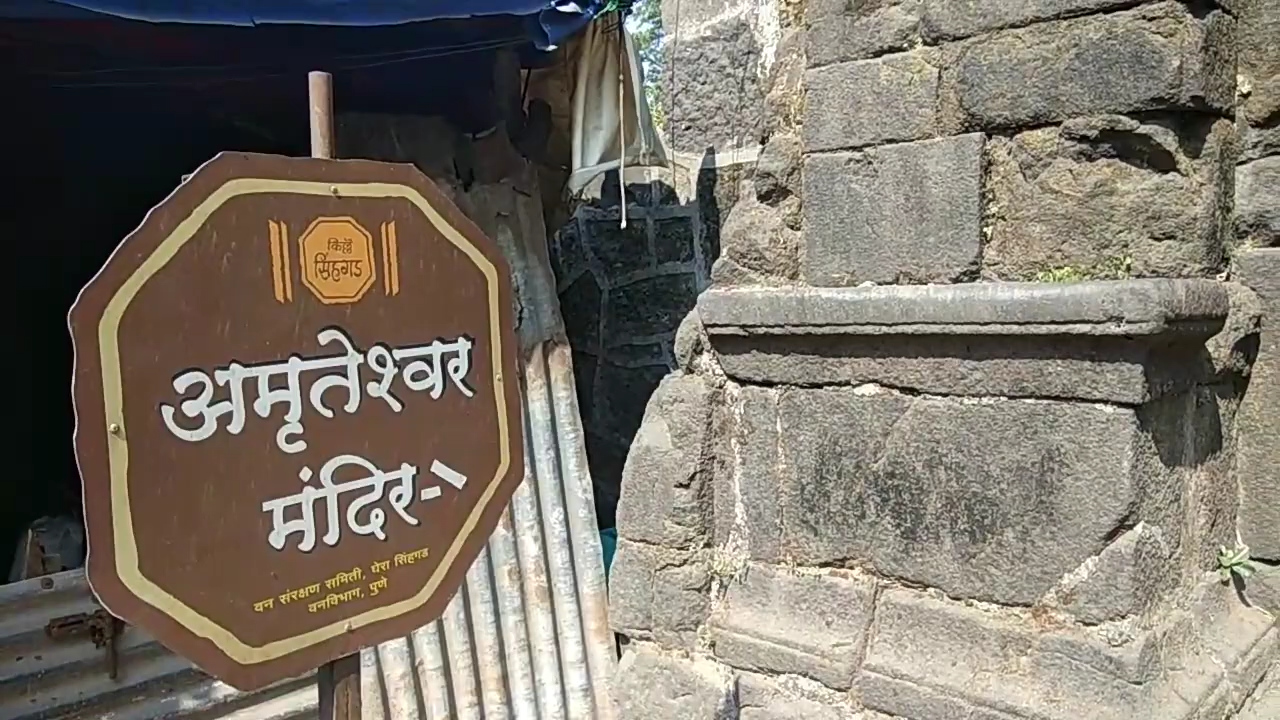 किल्ले
सिंहगड
अमृतेश्वर
मंदिर-
वन संरक्षण समिती, घेरा सिंहगड
वनविभाग, पुणे